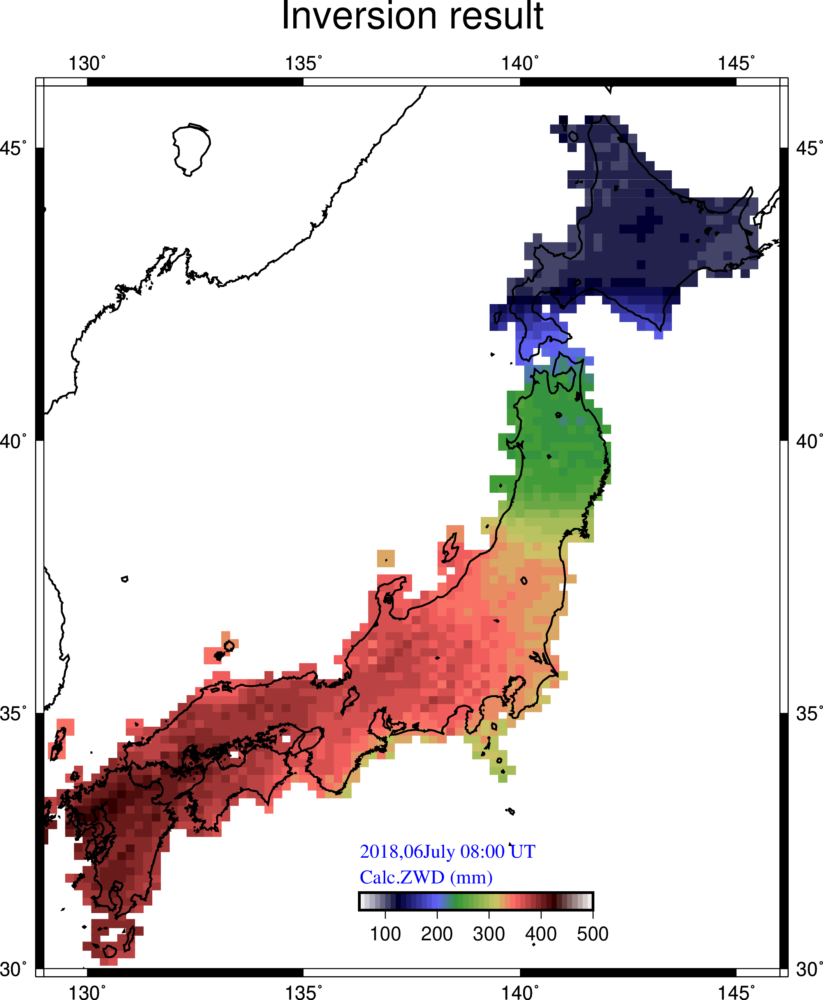 Inversion result
130° 135° 140° 145°
45° 45°
40° 40°
35° 35°
2018,06July 08:00 UT
Calc.ZWD (mm)
100 200 300 400 500
30° 30°
130° 135° 140° 145°